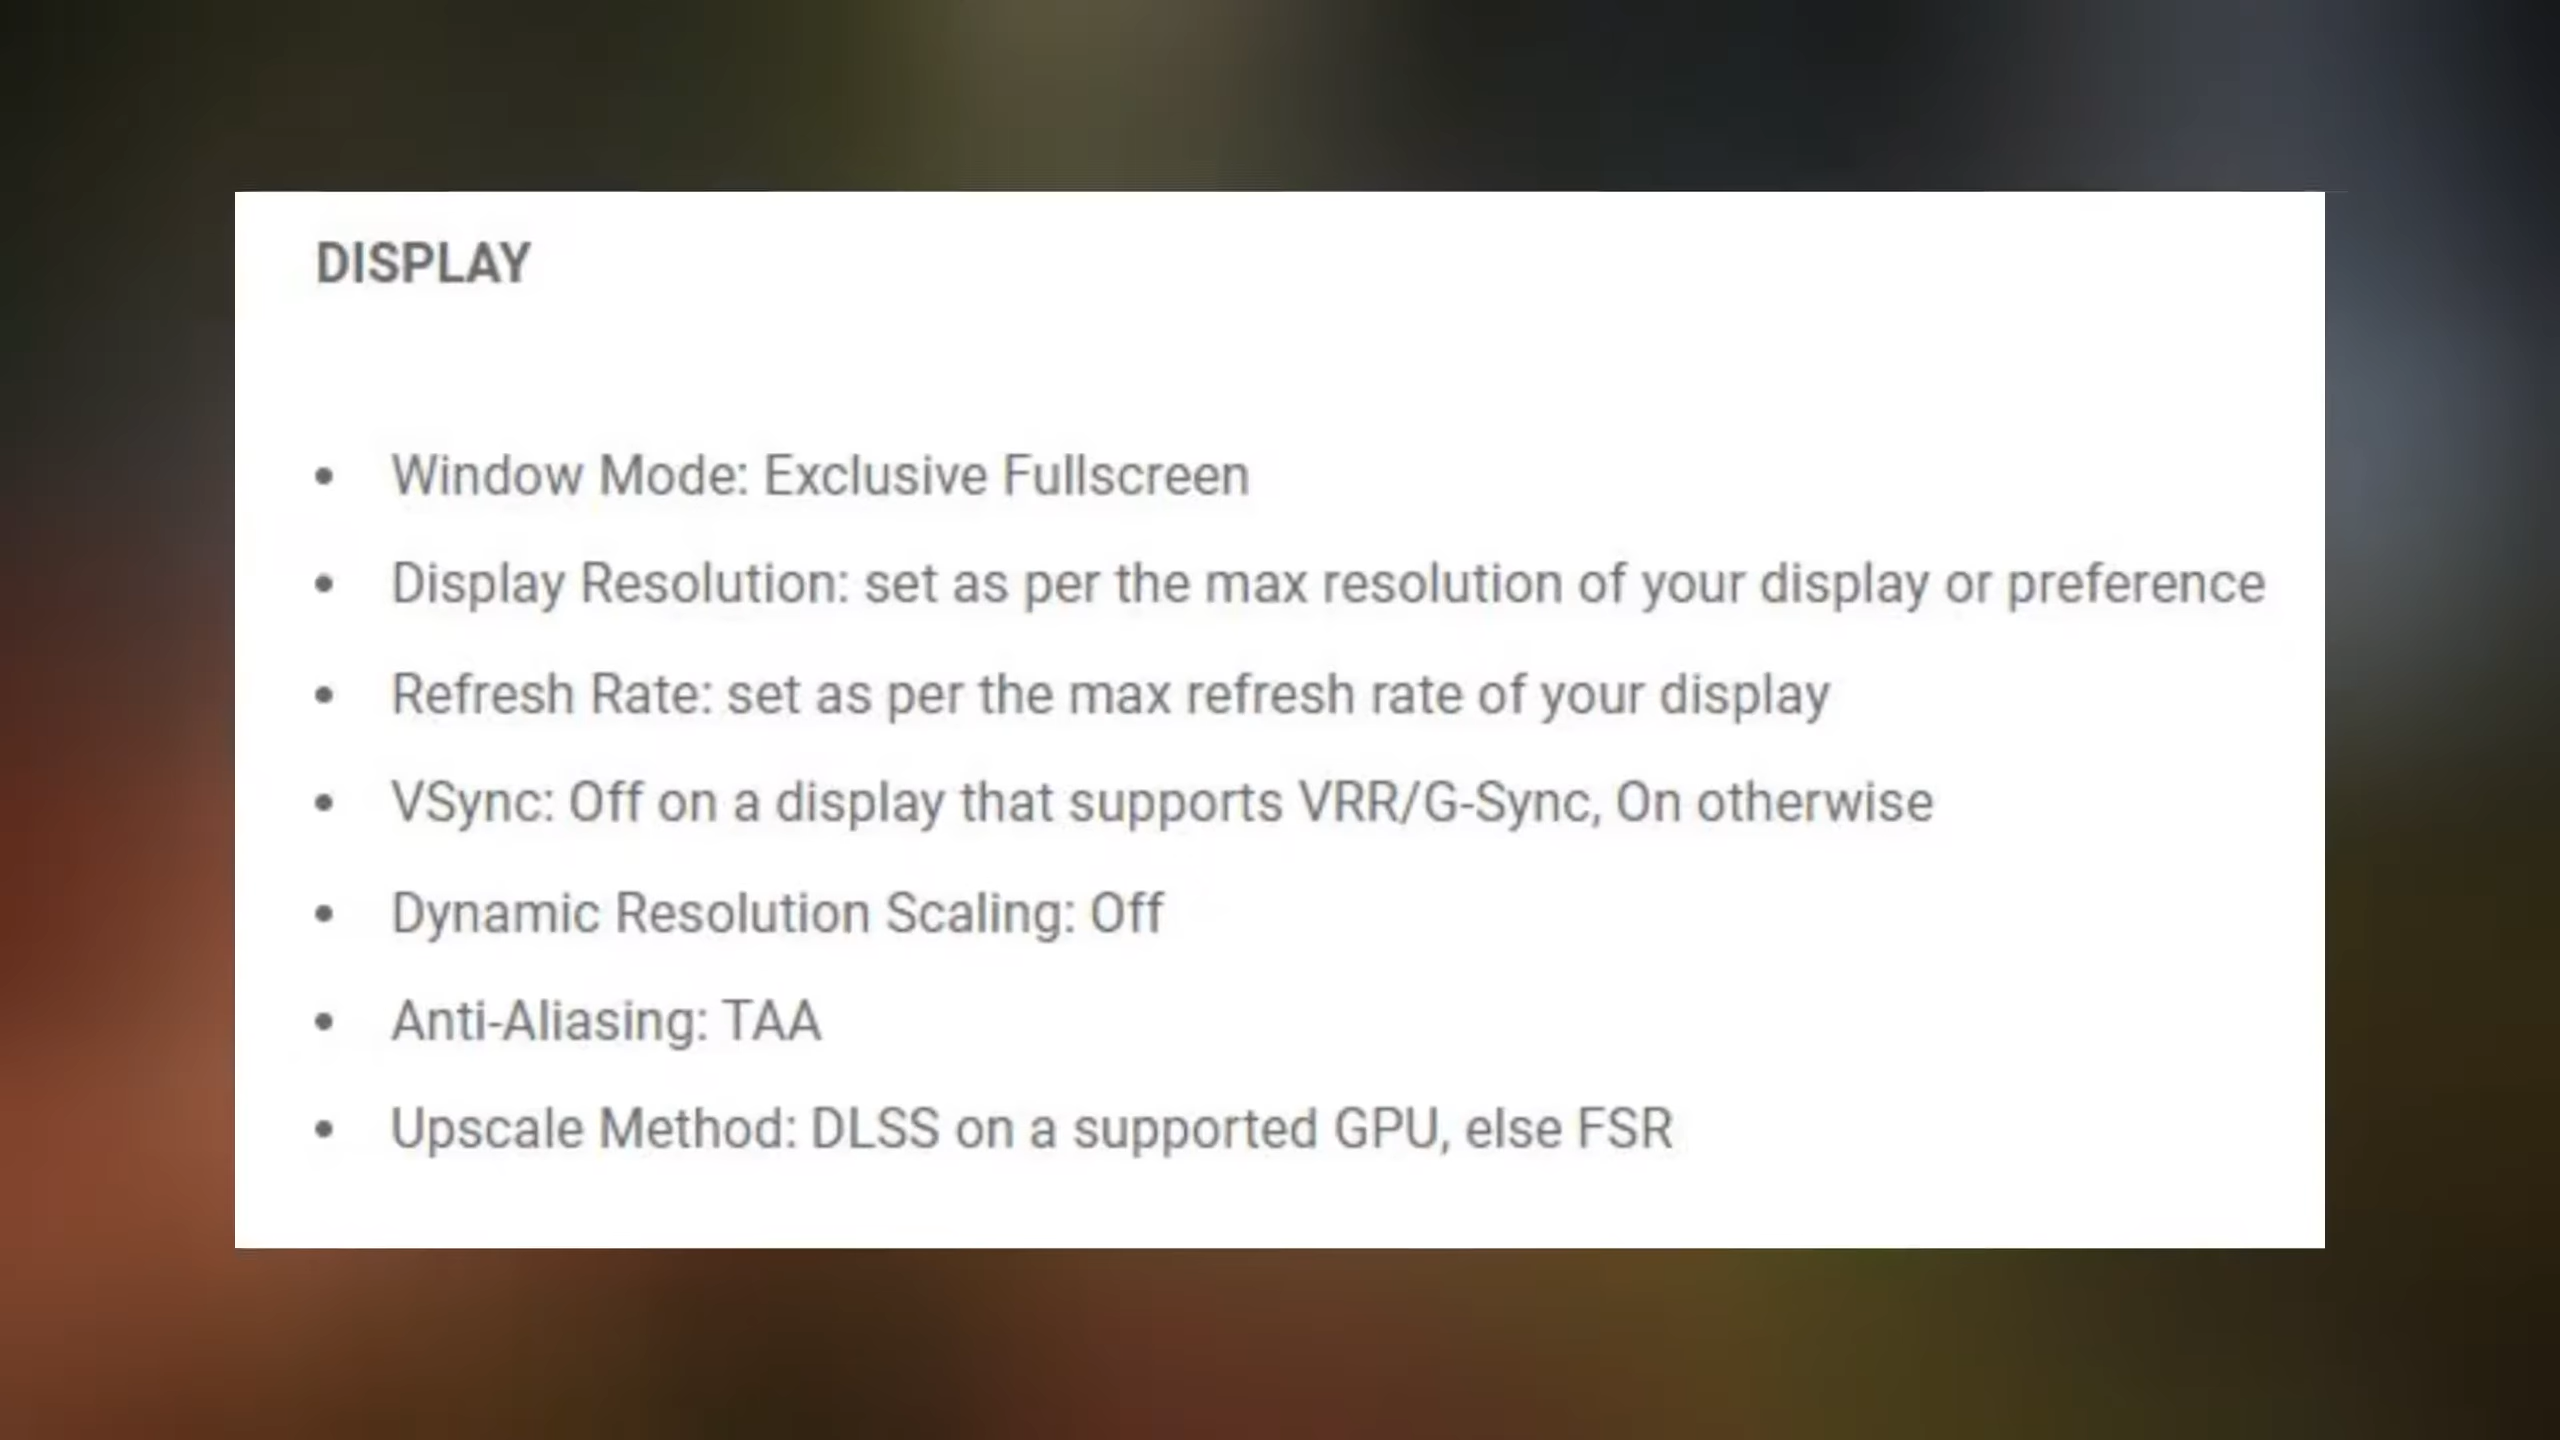 DISPLAY
• Window Mode: Exclusive Fullscreen
• Display Resolution: set as per the max resolution of your display or preference
• Refresh Rate: set as per the max refresh rate of your display
• VSync: Off on a display that supports VRR/G-Sync, On otherwise
• Dynamic Resolution Scaling: Off
• Anti-Aliasing: TAA
• Upscale Method: DLSS on a supported GPU, else FSR